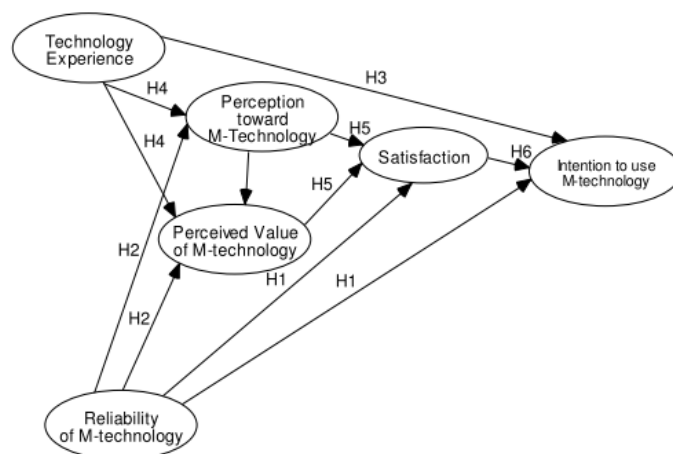 Technology
Experience
H3
H4
Perception
toward
M-Technology
H4
H5
Satisfaction
H6
Intention to use
M-technology
H5
Perceived Value
of M-technology
H2
H1
H1
H2
Reliability
of M-technology